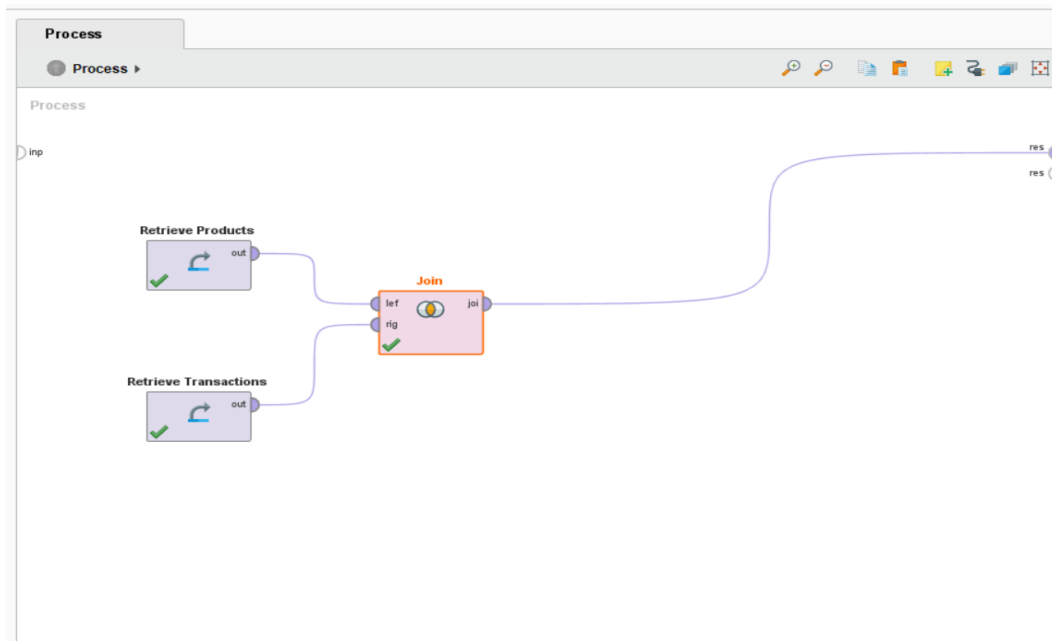 Process
Process
Process
inp
res
res
Retrieve Products
out
Join
lef
joi
rig
Retrieve Transactions
out